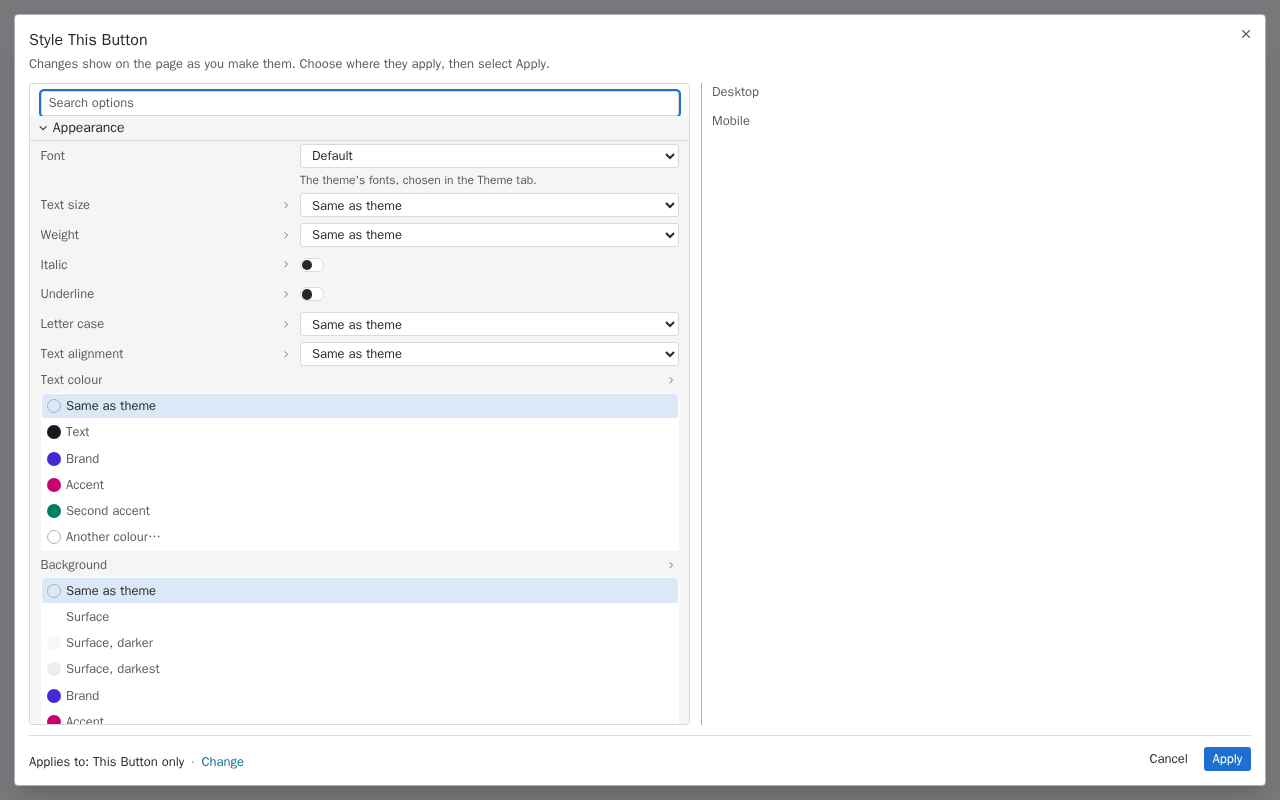 Style This Button
Changes show on the page as you make them. Choose where they apply, then select Apply.
Search options
Appearance
Font
Default
The theme's fonts, chosen in the Theme tab.
Text size
Same as theme
Weight
Same as theme
Italic
Underline
Letter case
Same as theme
Text alignment
Same as theme
Text colour
Same as theme
Text
Brand
Accent
Second accent
Another colour…
Background
Same as theme
Surface
Surface, darker
Surface, darkest
Brand
Accent
Desktop
Mobile
Applies to: This Button only · Change
Cancel
Apply